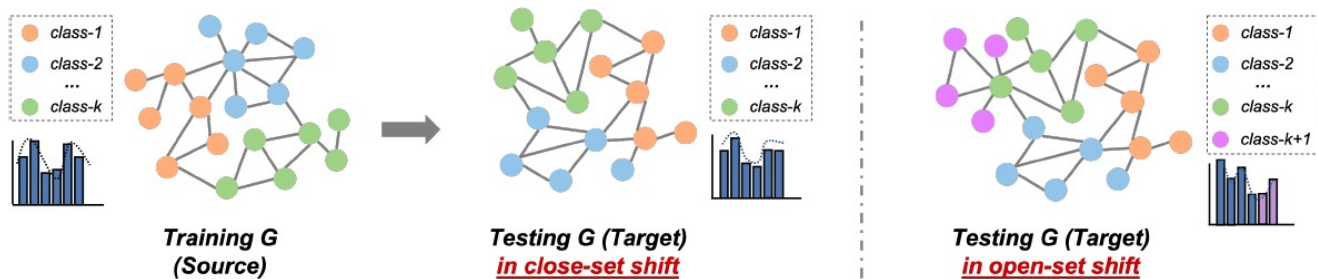 class-1
class-2
...
class-k
Training G
(Source)
class-1
class-2
...
class-k
Testing G (Target)
in close-set shift
class-1
class-2
...
class-k
class-k+1
Testing G (Target)
in open-set shift